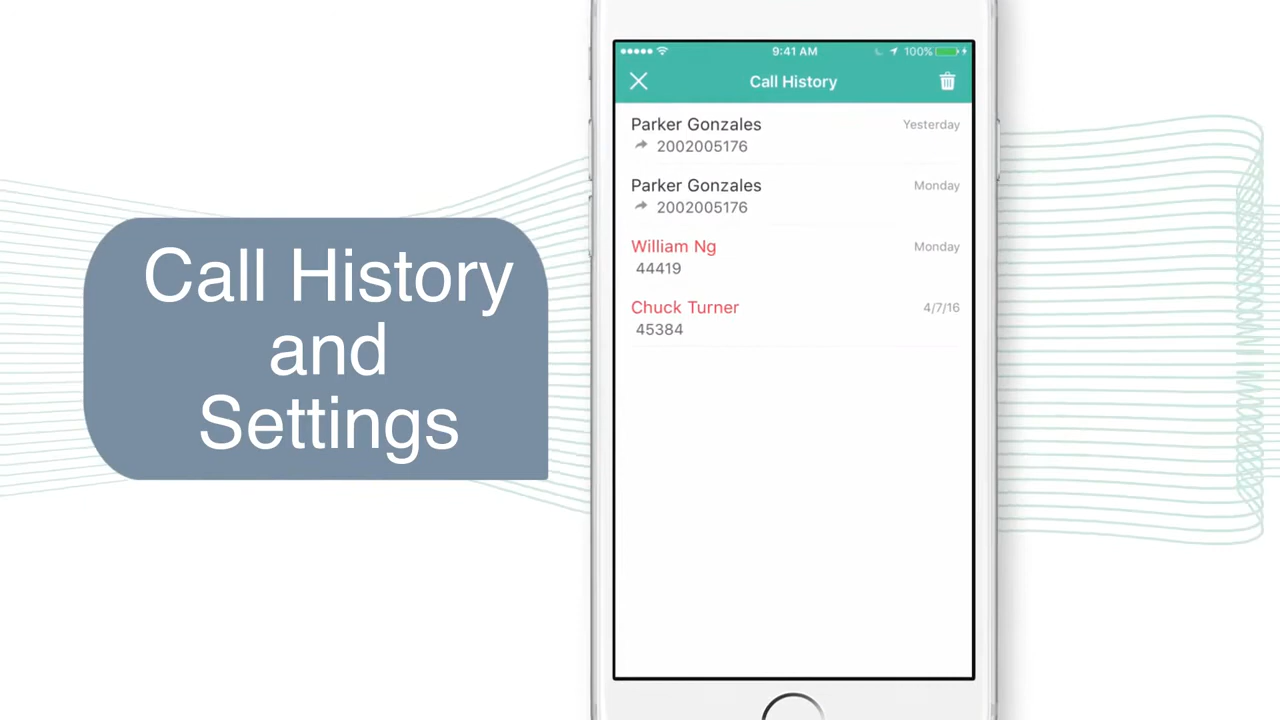 Call History
and
Settings
9:41 AM
100%
Call History
Parker Gonzales
Yesterday
2002005176
Parker Gonzales
Monday
2002005176
William Ng
Monday
44419
Chuck Turner
4/7/16
45384